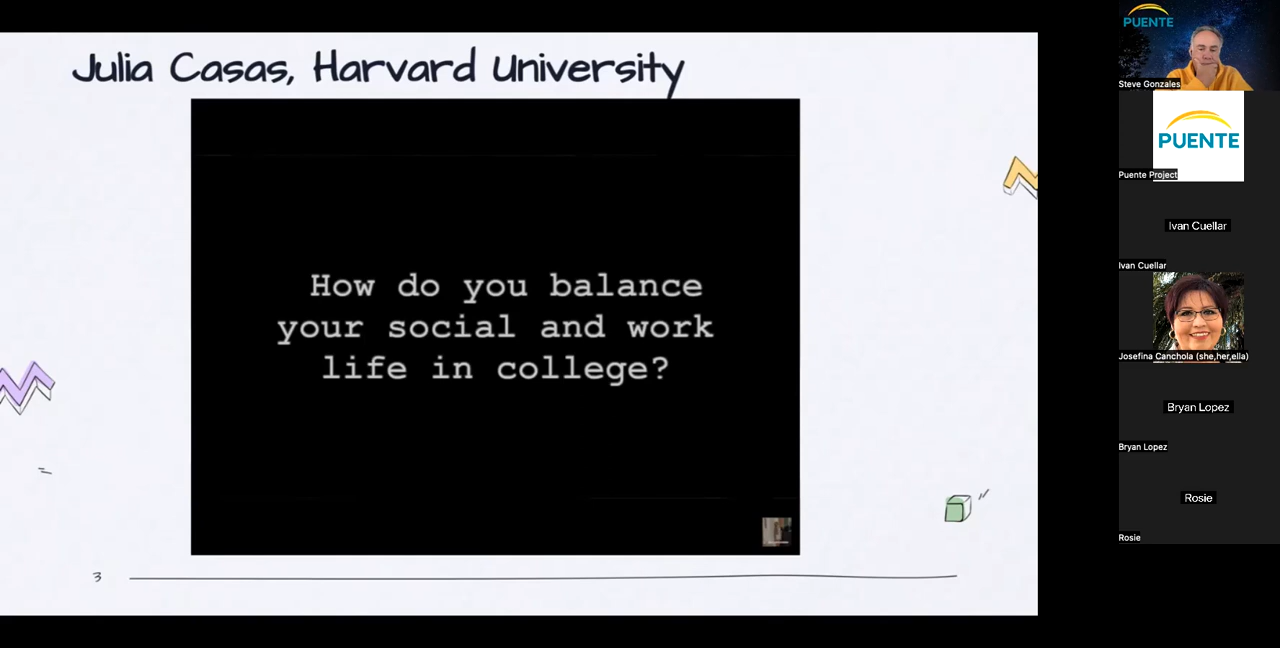 Julia Casas, Harvard University
How do you balance
your social and work
life in college?
3
PUENTE
Steve Gonzales
PUENTE
Puente Project
Ivan Cuellar
Ivan Cuellar
Josefina Canchola (she,her,ella)
Bryan Lopez
Bryan Lopez
Rosie
Rosie